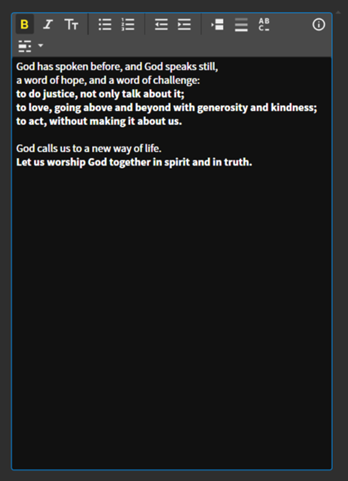 B I TT
AB
C
God has spoken before, and God speaks still,
a word of hope, and a word of challenge:
to do justice, not only talk about it;
to love, going above and beyond with generosity and kindness;
to act, without making it about us.
God calls us to a new way of life.
Let us worship God together in spirit and in truth.